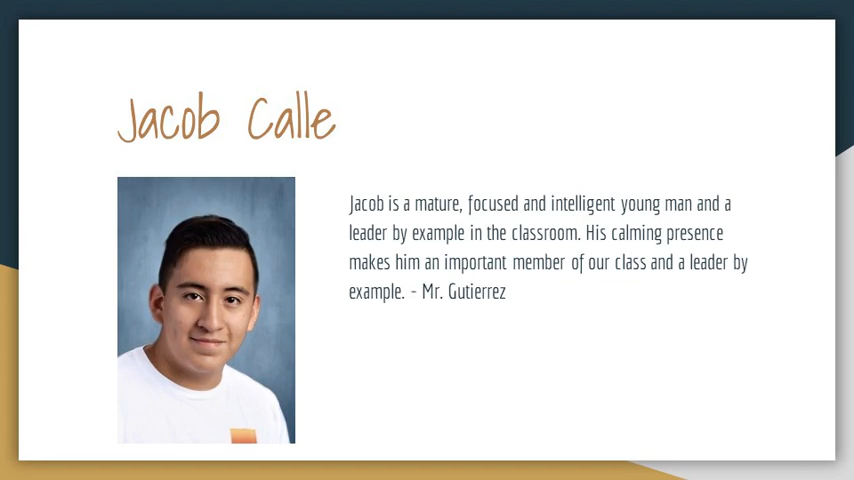 Jacob Calle
Jacob is a mature, focused and intelligent young man and a
leader by example in the classroom. His calming presence
makes him an important member of our class and a leader by
example. - Mr. Gutierrez